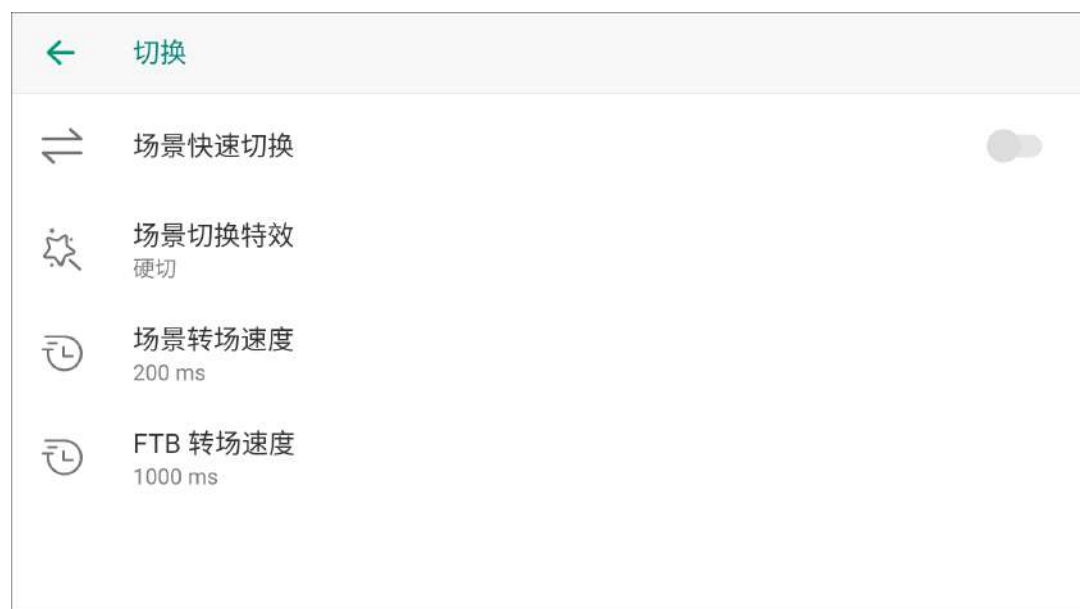 切换
场景快速切换
场景切换特效
硬切
场景转场速度
200 ms
FTB 转场速度
1000 ms